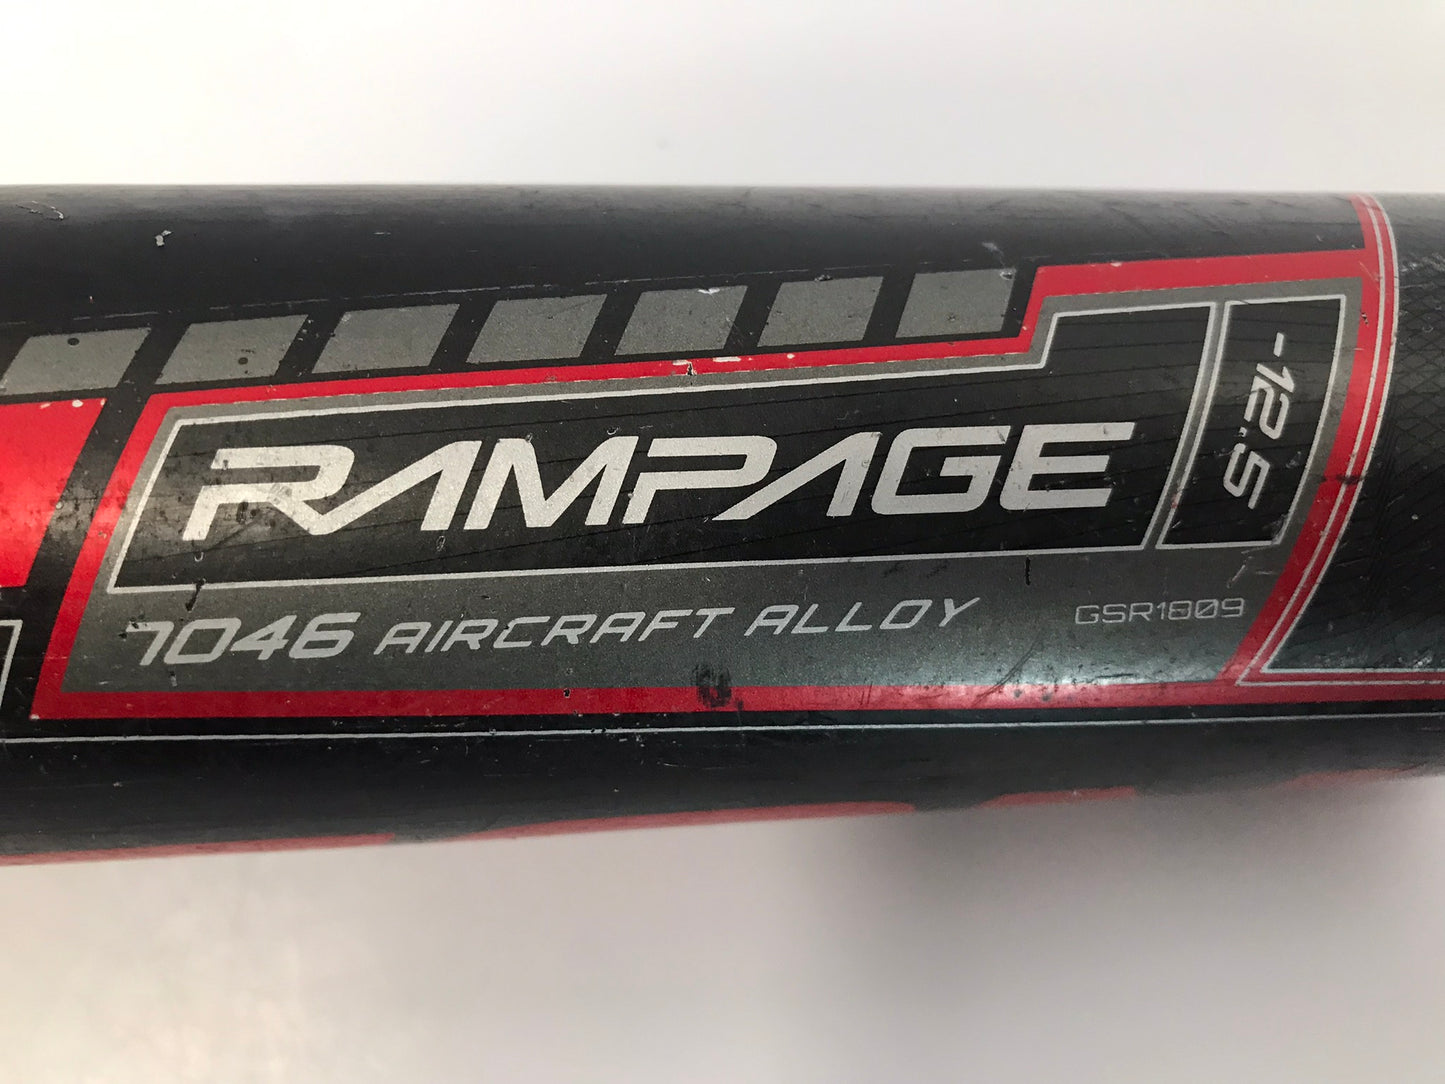 RAMPAGE
-12.5
7046 AIRCRAFT ALLOY
GSR1809